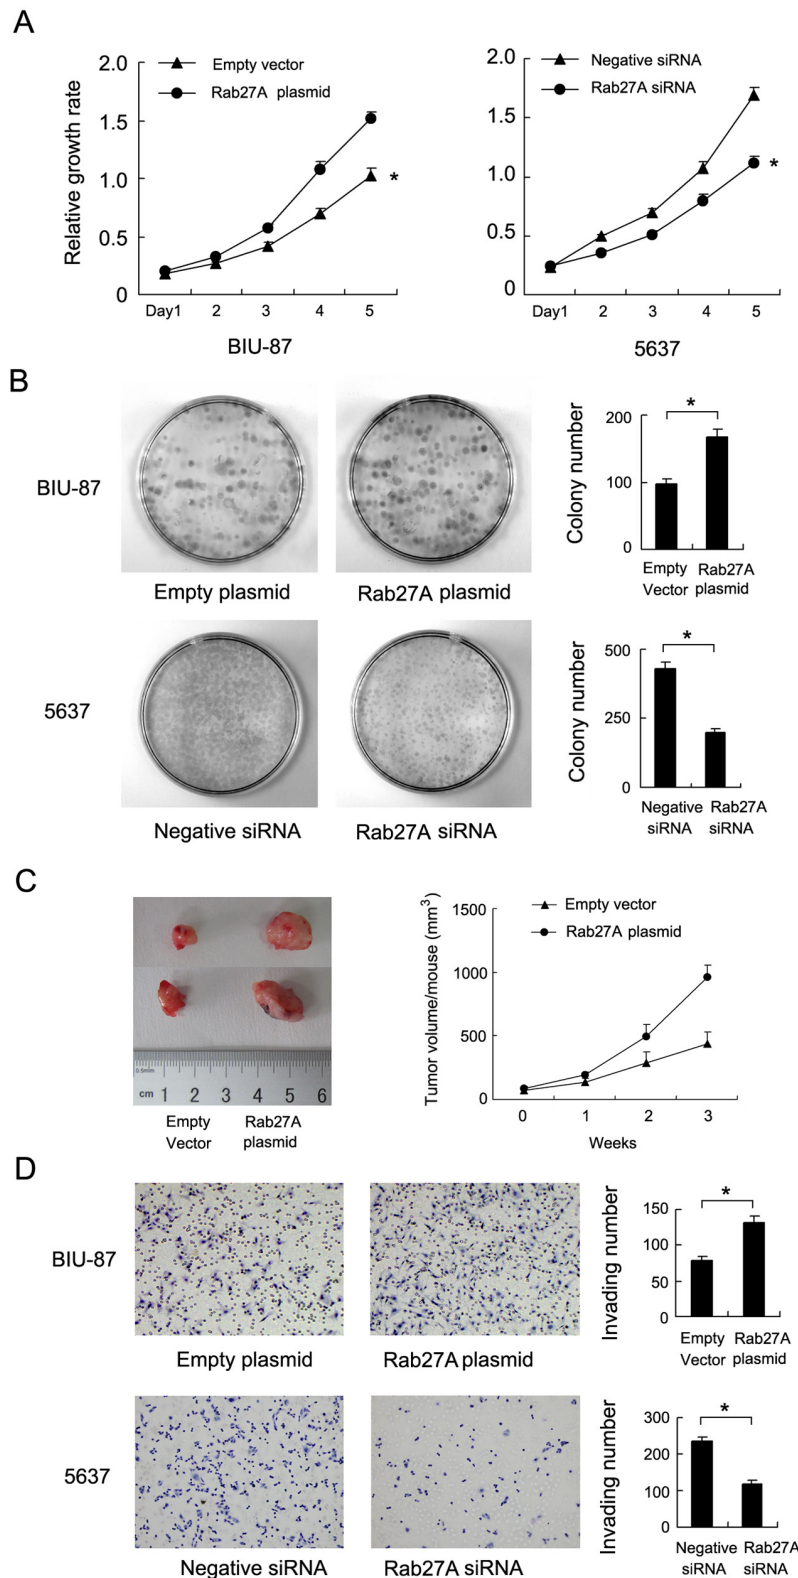 A
Relative growth rate
2.0
1.5
1.0
0.5
0
Empty vector
Rab27A plasmid
*
Day1 2 3 4 5
BIU-87
2.0
1.5
1.0
0.5
0
Negative siRNA
Rab27A siRNA
*
Day1 2 3 4 5
5637
B
BIU-87
Empty plasmid
Rab27A plasmid
Colony number
200
100
0
*
Empty Rab27A
Vector plasmid
5637
Negative siRNA
Rab27A siRNA
Colony number
500
250
0
*
Negative Rab27A
siRNA siRNA
C
0.5mm
cm 1 2 3 4 5 6
Empty Rab27A
Vector plasmid
Tumor volume/mouse (mm³)
1500
1000
500
0
Empty vector
Rab27A plasmid
0 1 2 3
Weeks
D
BIU-87
Empty plasmid
Rab27A plasmid
Invading number
150
100
50
0
*
Empty Rab27A
Vector plasmid
5637
Negative siRNA
Rab27A siRNA
Invading number
300
200
100
0
*
Negative Rab27A
siRNA siRNA